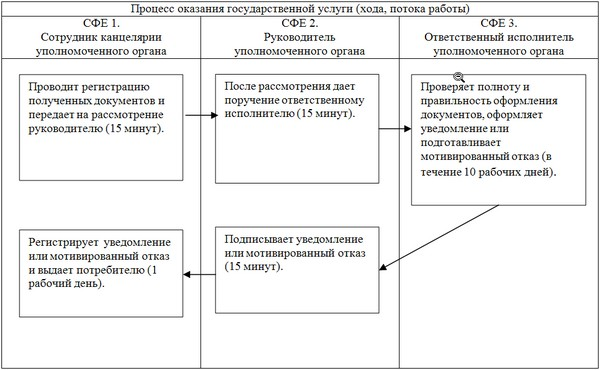 Процесс оказания государственной услуги (хода, потока работы)
СФЕ 1.
Сотрудник канцелярии
уполномоченного органа
СФЕ 2.
Руководитель
уполномоченного органа
СФЕ 3.
Ответственный исполнитель
уполномоченного органа
Проводит регистрацию
полученных документов и
передает на рассмотрение
руководителю (15 минут).
После рассмотрения дает
поручение ответственному
исполнителю (15 минут).
Проверяет полноту и
правильность оформления
документов, оформляет
уведомление или
подготавливает
мотивированный отказ (в
течение 10 рабочих дней).
Регистрирует уведомление
или мотивированный отказ
и выдает потребителю (1
рабочий день).
Подписывает уведомление
или мотивированный отказ
(15 минут).